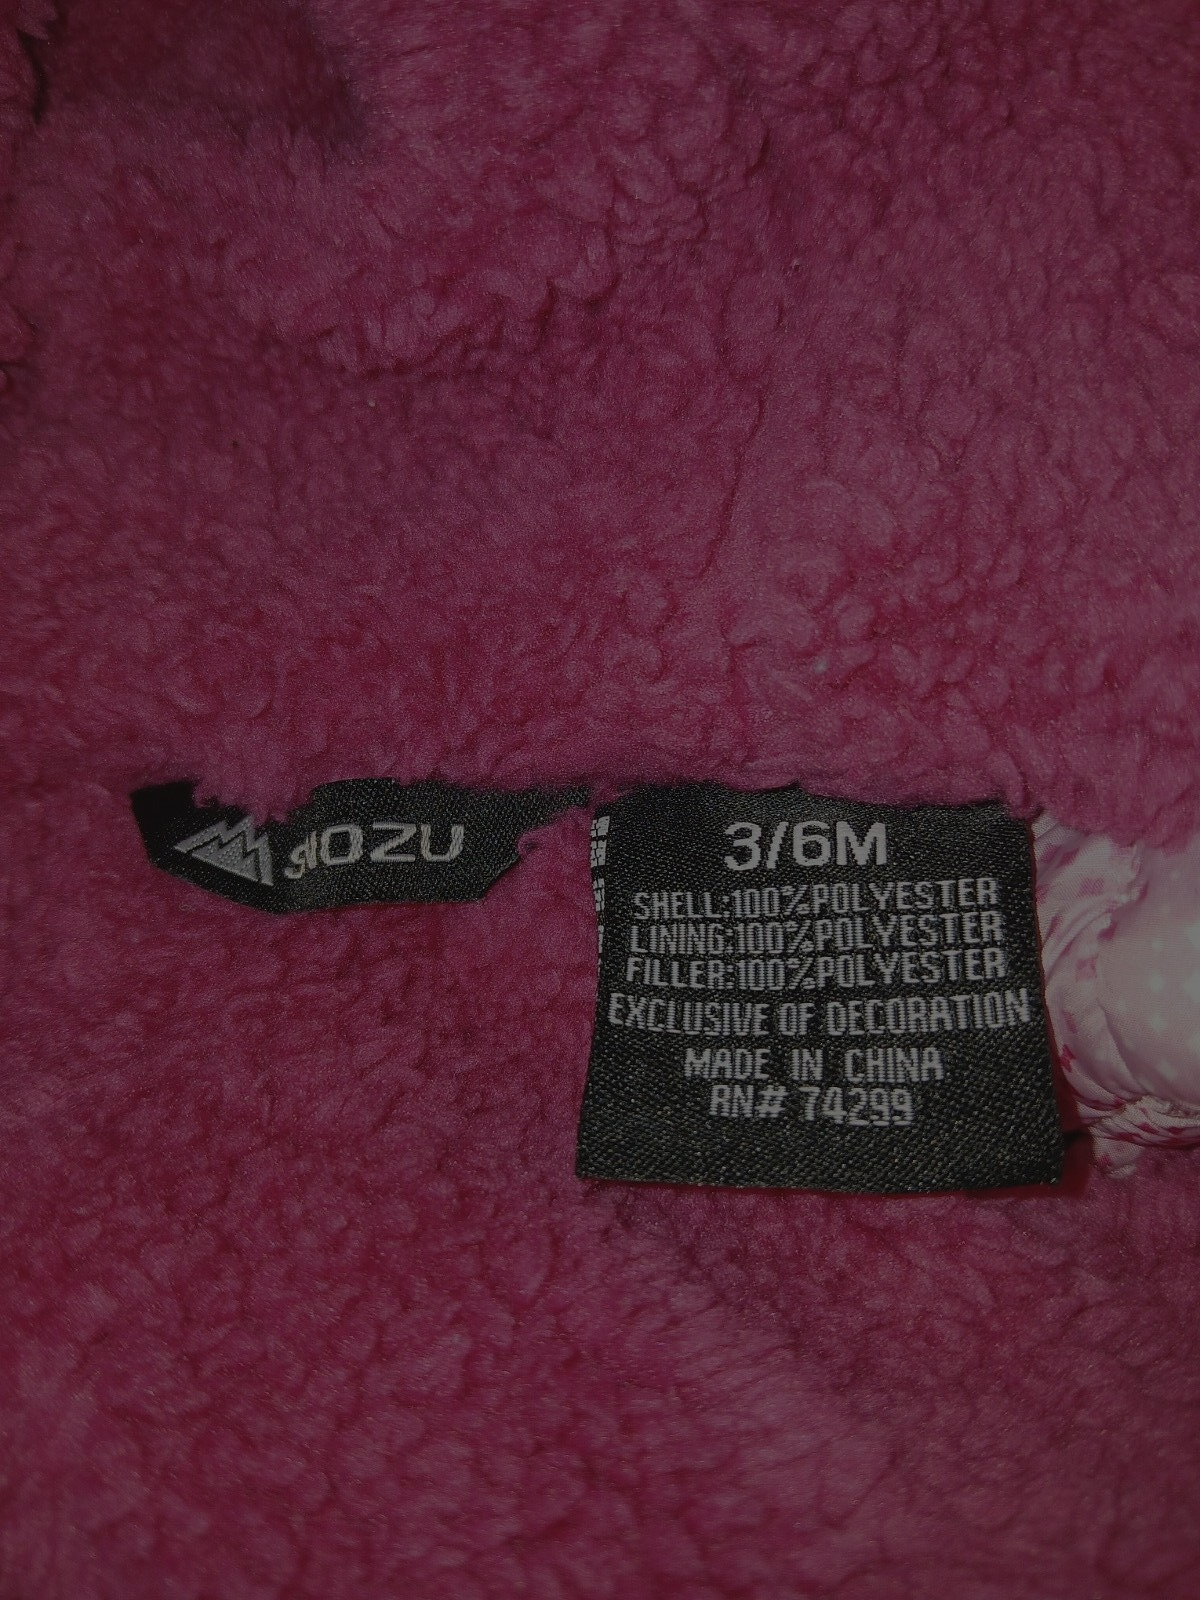 SNOZU
3/6M
SHELL:100%POLYESTER
LINING:100%POLYESTER
FILLER:100%POLYESTER
EXCLUSIVE OF DECORATION
MADE IN CHINA
RN# 74299